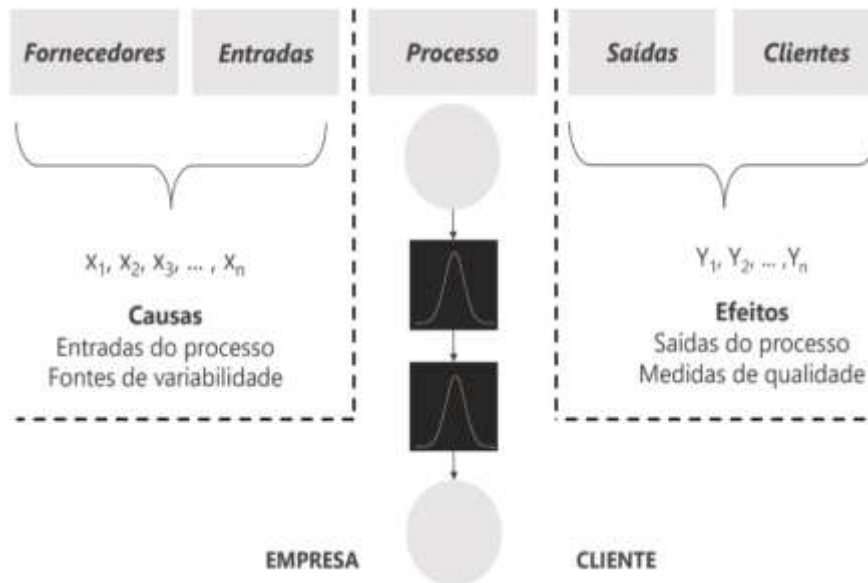 Fornecedores
Entradas
Processo
Saídas
Clientes
X1, X2, X3, ... , Xn
Causas
Entradas do processo
Fontes de variabilidade
Y1, Y2, ... ,Yn
Efeitos
Saídas do processo
Medidas de qualidade
EMPRESA
CLIENTE